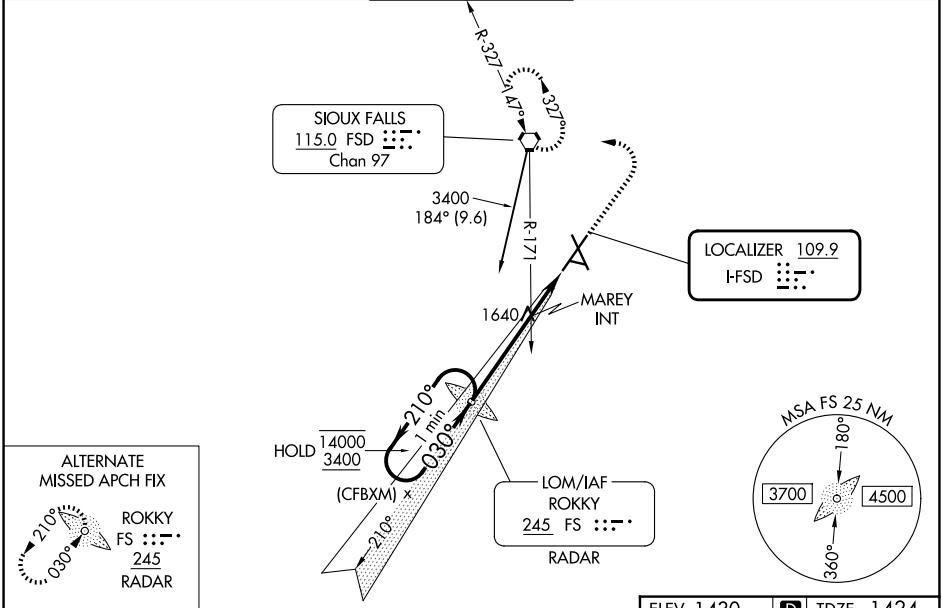 R-327
147°
327°
SIOUX FALLS
115.0 FSD
Chan 97
3400
184° (9.6)
R-171
LOCALIZER 109.9
I-FSD
1640
MAREY
INT
210°
1 min
030°
HOLD 14000
3400
(CFBXM) x
210°
LOM/IAF
ROKKY
245 FS
RADAR
ALTERNATE
MISSED APCH FIX
210°
030°
ROKKY
FS
245
RADAR
MSA FS 25 NM
180°
3700
4500
360°
ELEV 1430 D TDZE 1424